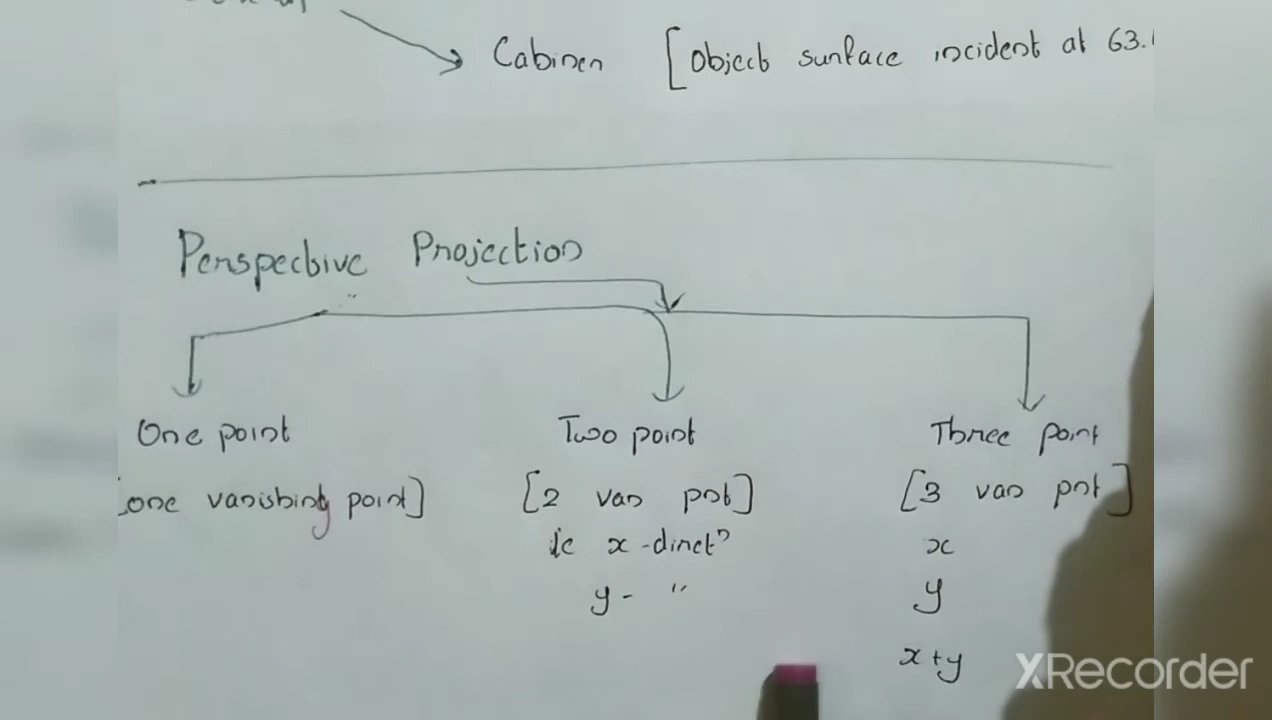 Cabinen [Object surface incident at 63.
Perspective Projection
One point
Two point
Three point
[one vanishing point]
[2 van pnt]
[3 van pnt]
ie x-direct?
x
y- "
y
x+y
XRecorder